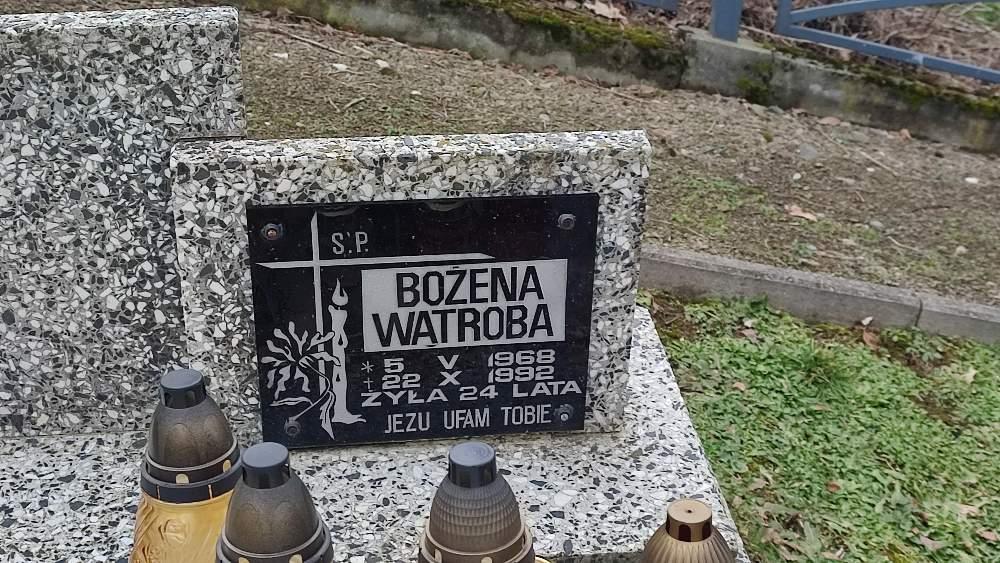 Ś.P.
BOŻENA
WATROBA
* 5 V 1968
† 22 X 1992
ŻYŁA 24 LATA
JEZU UFAM TOBIE